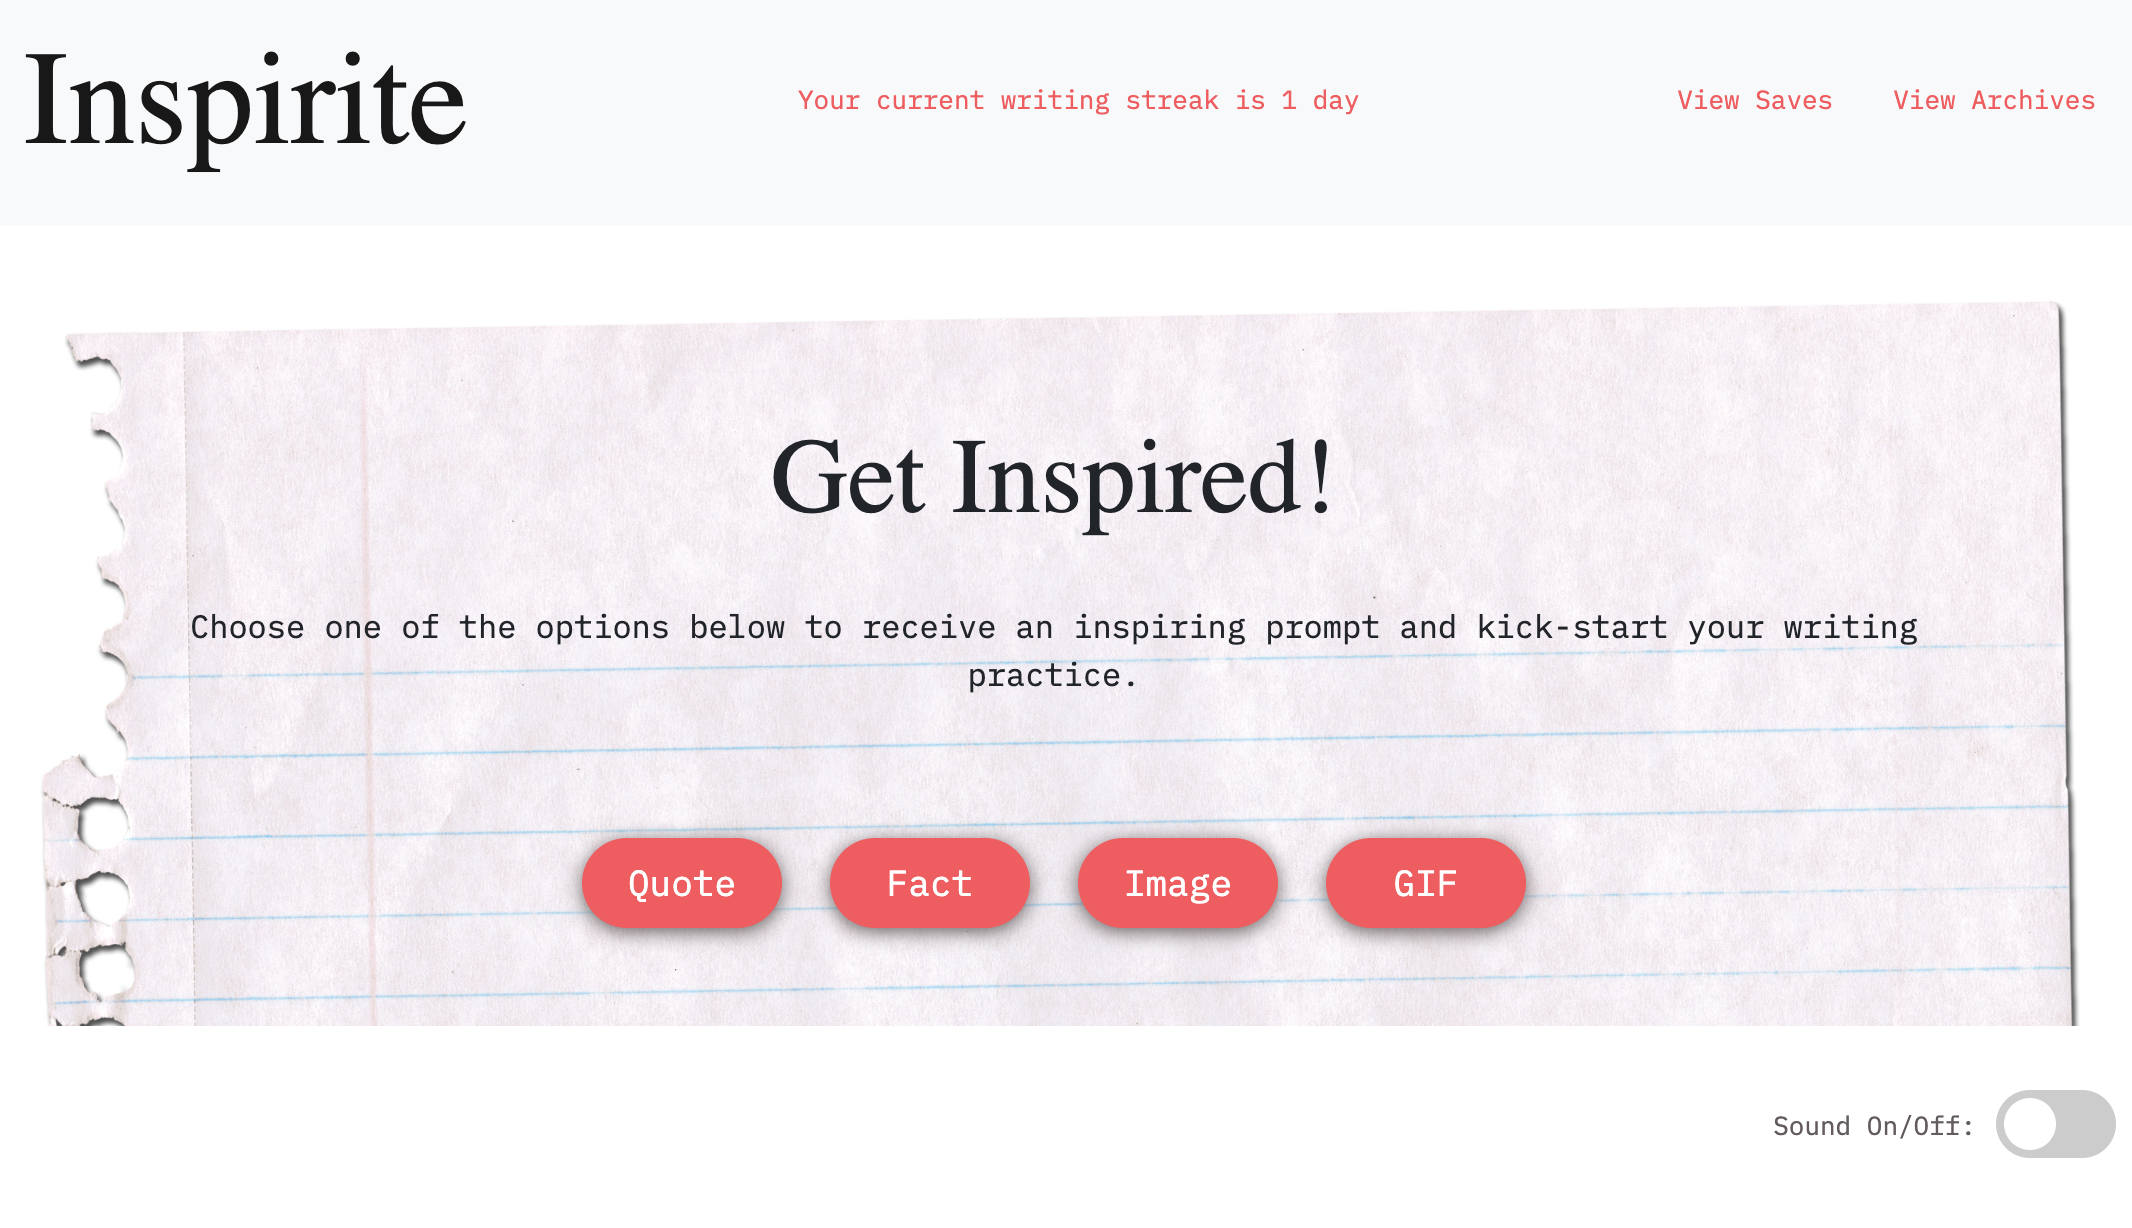 Inspirite
Your current writing streak is 1 day
View Saves
View Archives
Get Inspired!
Choose one of the options below to receive an inspiring prompt and kick-start your writing
practice.
Quote
Fact
Image
GIF
Sound On/Off: